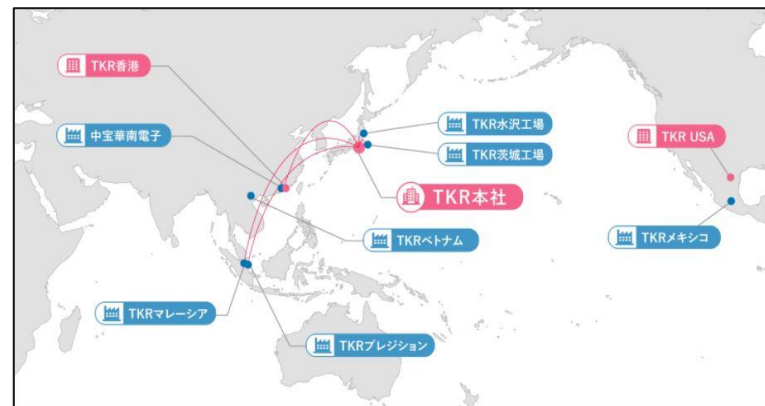 TKR香港
中宝華南電子
TKR水沢工場
TKR茨城工場
TKR USA
TKR本社
TKRベトナム
TKRメキシコ
TKRマレーシア
TKRプレジション